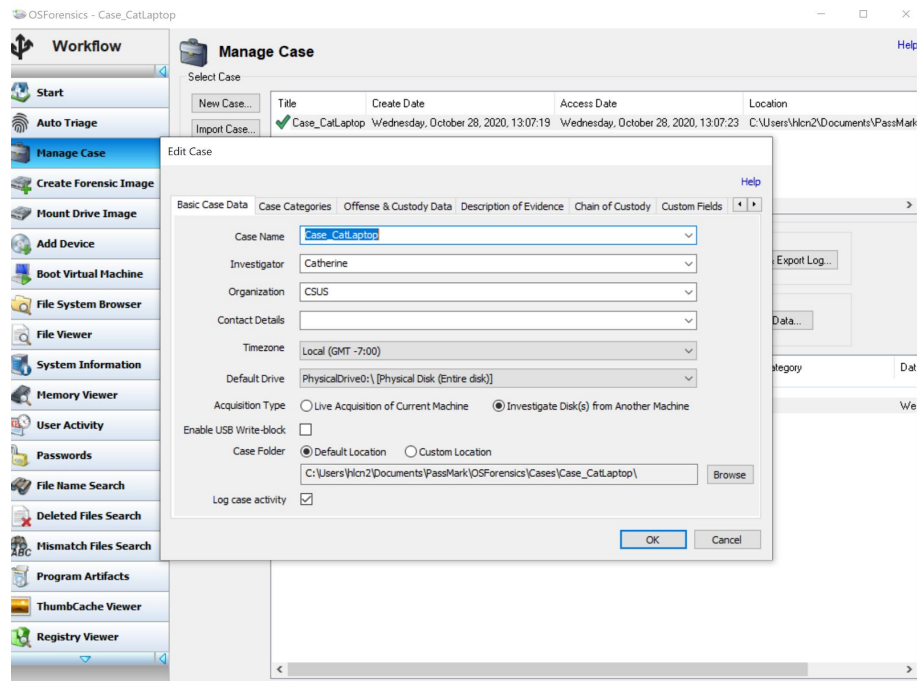 OSForensics - Case_CatLaptop
Workflow
Start
Auto Triage
Manage Case
Create Forensic Image
Mount Drive Image
Add Device
Boot Virtual Machine
File System Browser
File Viewer
System Information
Memory Viewer
User Activity
Passwords
File Name Search
Deleted Files Search
ABC Mismatch Files Search
Program Artifacts
ThumbCache Viewer
Registry Viewer
Manage Case
Help
Select Case
New Case...
Import Case...
Title Create Date Access Date Location
Case_CatLaptop Wednesday, October 28, 2020, 13:07:19 Wednesday, October 28, 2020, 13:07:23 C:\Users\hlcn2\Documents\PassMark
Edit Case
Help
Basic Case Data Case Categories Offense & Custody Data Description of Evidence Chain of Custody Custom Fields
Case Name Case_CatLaptop
Investigator Catherine
Organization CSUS
Contact Details
Timezone Local (GMT -7:00)
Default Drive PhysicalDrive0:\ [Physical Disk (Entire disk)]
Acquisition Type Live Acquisition of Current Machine Investigate Disk(s) from Another Machine
Enable USB Write-block
Case Folder Default Location Custom Location
C:\Users\hlcn2\Documents\PassMark\OSForensics\Cases\Case_CatLaptop\ Browse
Log case activity
OK Cancel
& Export Log...
Data...
ategory Dat
We